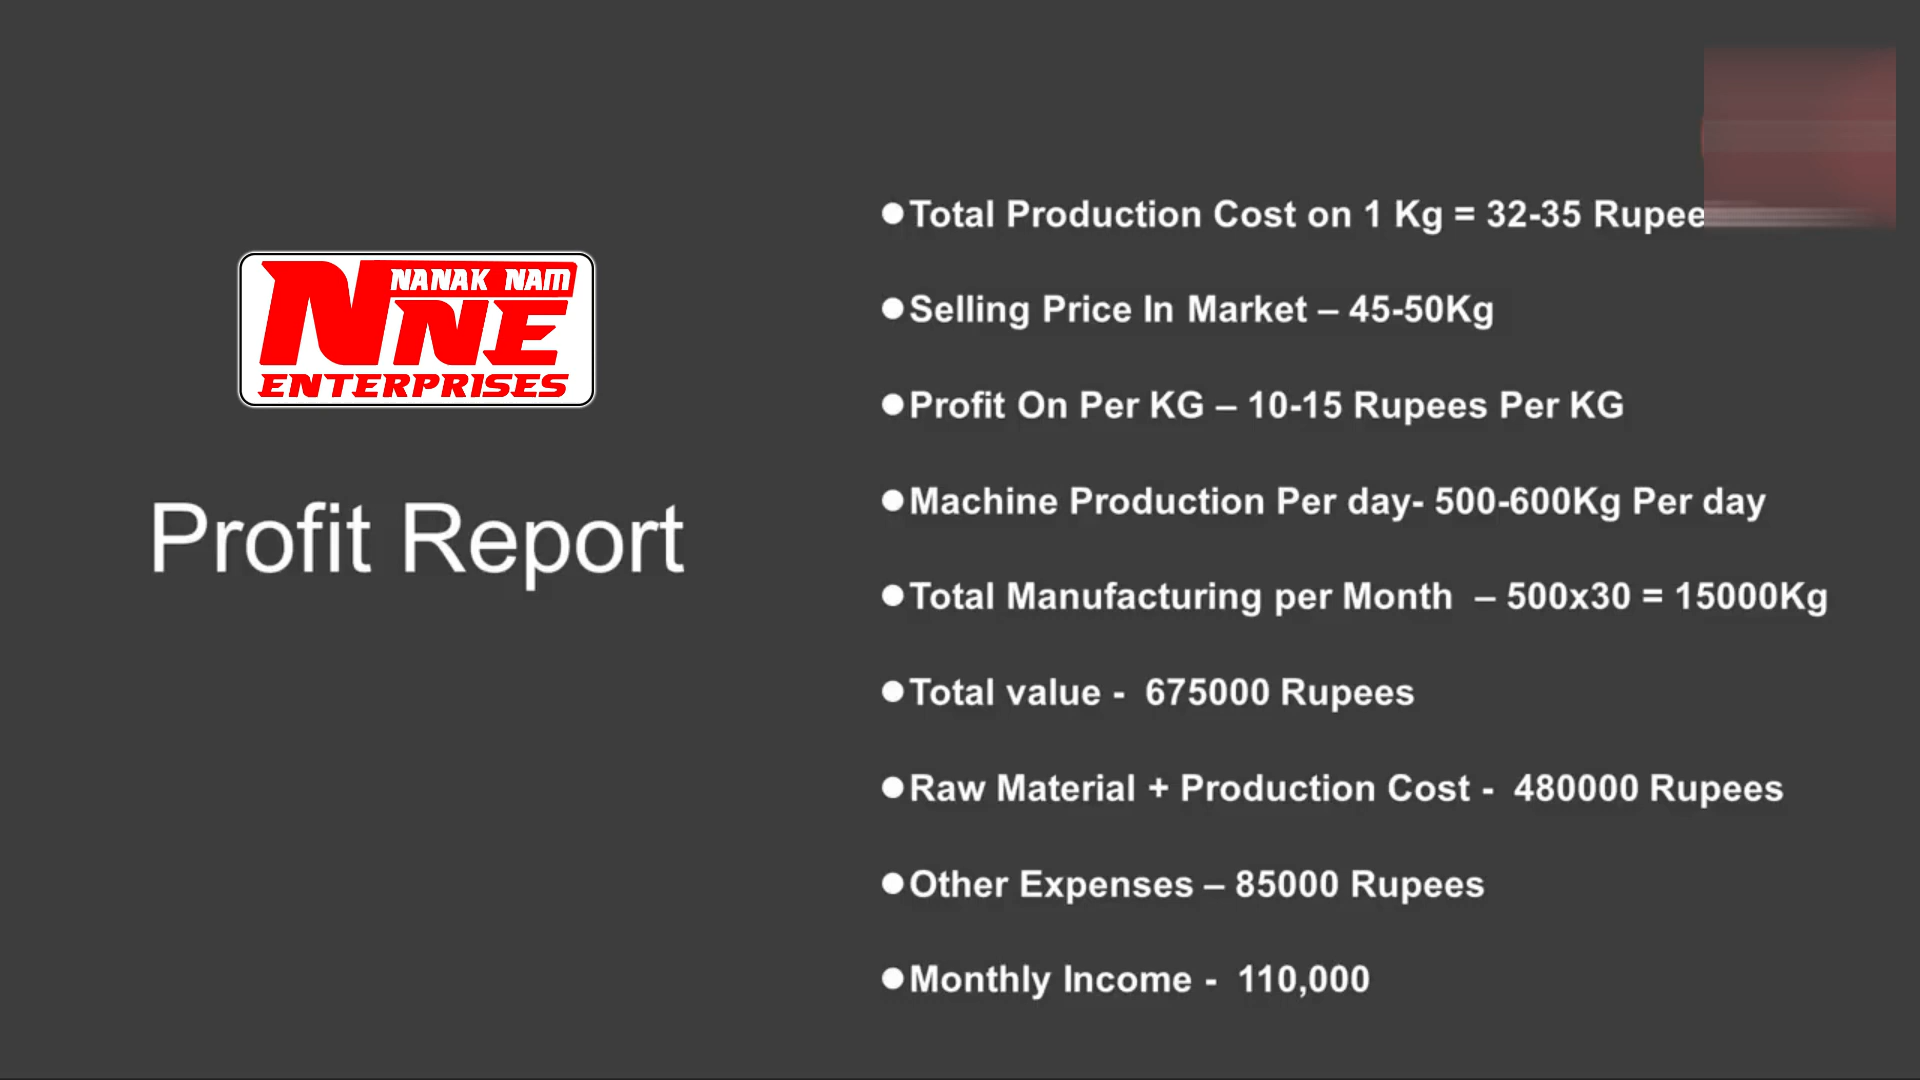 NANAK NAM
NNE
ENTERPRISES
Profit Report
●Total Production Cost on 1 Kg = 32-35 Rupee
●Selling Price In Market – 45-50Kg
●Profit On Per KG – 10-15 Rupees Per KG
●Machine Production Per day- 500-600Kg Per day
●Total Manufacturing per Month – 500x30 = 15000Kg
●Total value - 675000 Rupees
●Raw Material + Production Cost - 480000 Rupees
●Other Expenses – 85000 Rupees
●Monthly Income - 110,000